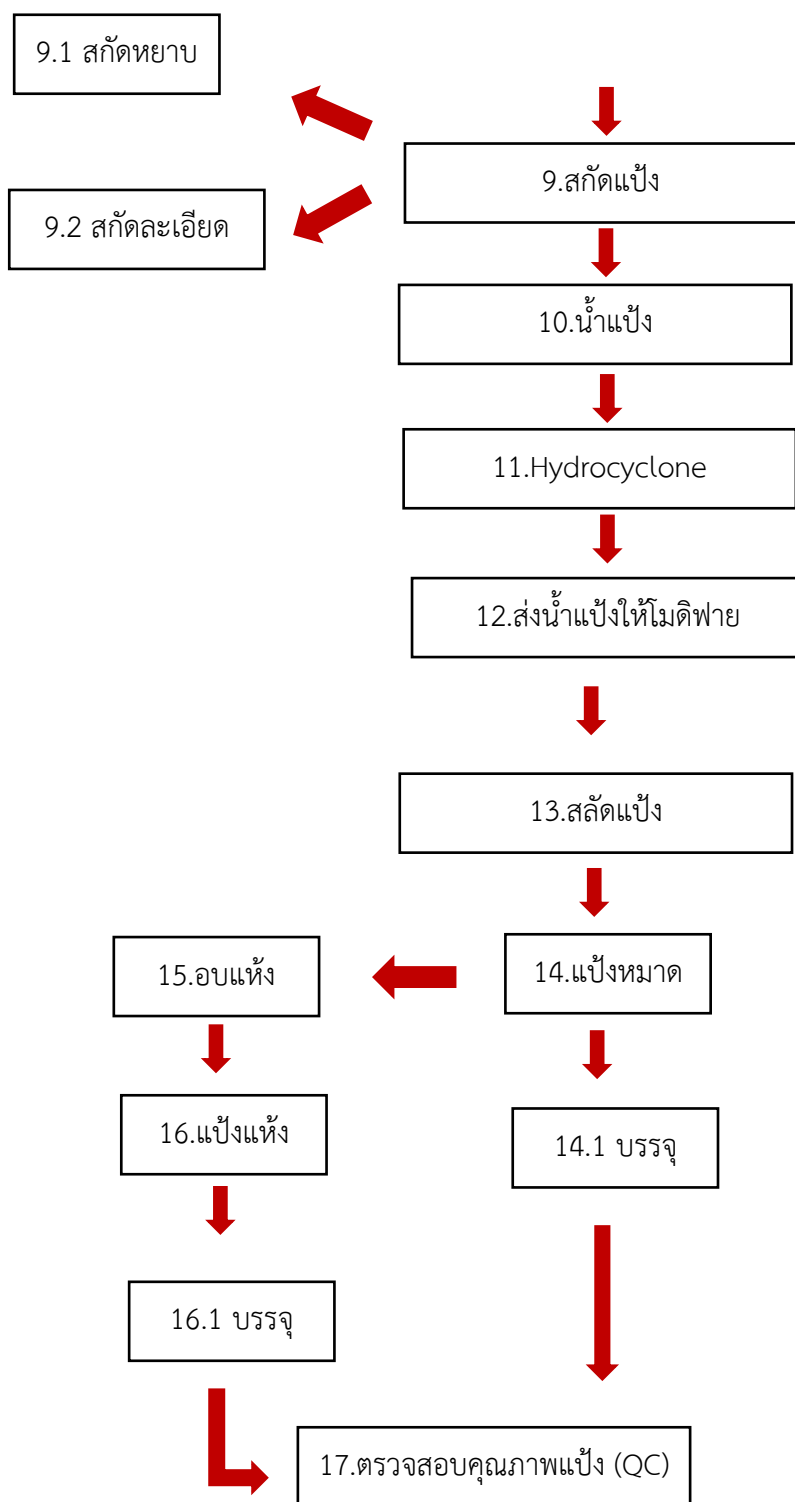 9.1 สกัดหยาบ
9.สกัดแป้ง
9.2 สกัดละเอียด
10.น้ำแป้ง
11.Hydrocyclone
12.ส่งน้ำแป้งให้โมดิฟาย
13.สลัดแป้ง
15.อบแห้ง
14.แป้งหมาด
16.แป้งแห้ง
14.1 บรรจุ
16.1 บรรจุ
17.ตรวจสอบคุณภาพแป้ง (QC)